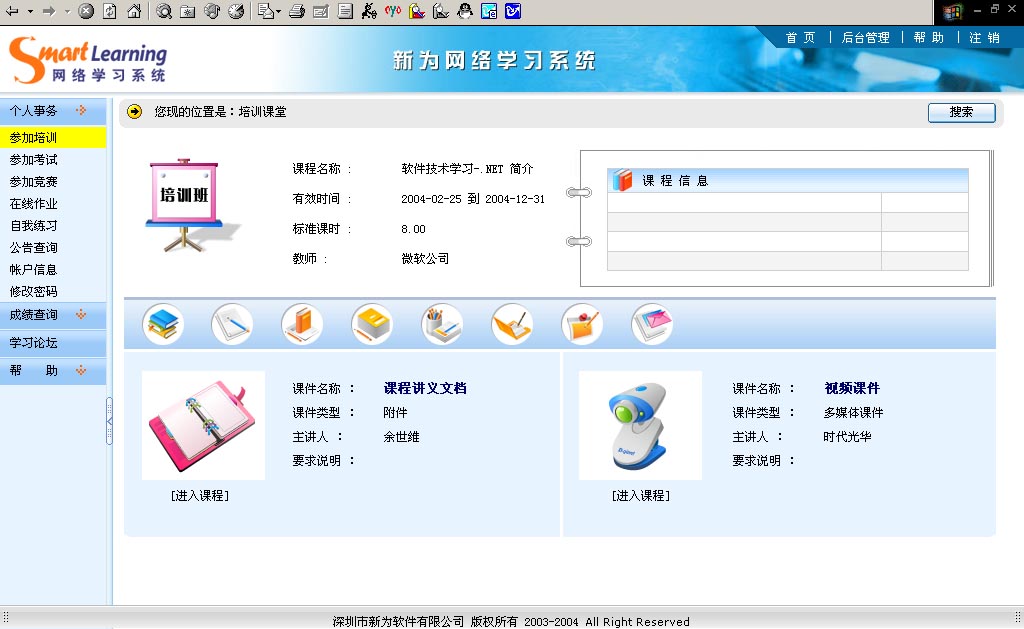 首 页 | 后台管理 | 帮 助 | 注 销
Smart Learning
网络学习系统
新为网络学习系统
个人事务
参加培训
参加考试
参加竞赛
在线作业
自我练习
公告查询
帐户信息
修改密码
成绩查询
学习论坛
帮 助
您现的位置是：培训课堂
搜索
培训班
课程名称 : 软件技术学习-.NET 简介
有效时间 : 2004-02-25 到 2004-12-31
标准课时 : 8.00
教师 : 微软公司
课 程 信 息
课件名称 ： 课程讲义文档
课件类型 ： 附件
主讲人 ： 余世维
要求说明 ：
[进入课程]
课件名称 ： 视频课件
课件类型 ： 多媒体课件
主讲人 ： 时代光华
要求说明 ：
[进入课程]
深圳市新为软件有限公司 版权所有 2003-2004 All Right Reserved